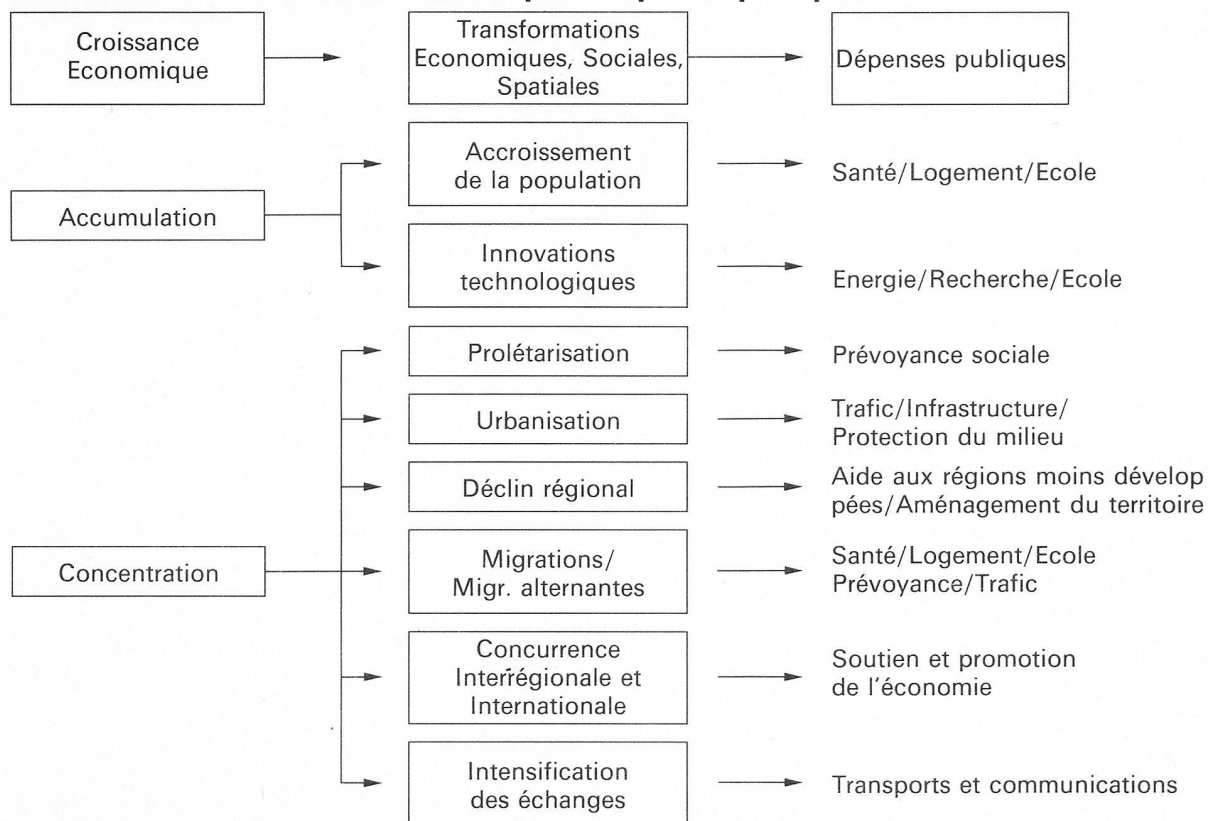 Croissance
Economique
Transformations
Economiques, Sociales,
Spatiales
Dépenses publiques
Accumulation
Accroissement
de la population
Santé/Logement/Ecole
Innovations
technologiques
Energie/Recherche/Ecole
Concentration
Prolétarisation
Prévoyance sociale
Urbanisation
Trafic/Infrastructure/
Protection du milieu
Déclin régional
Aide aux régions moins dévelop
pées/Aménagement du territoire
Migrations/
Migr. alternantes
Santé/Logement/Ecole
Prévoyance/Trafic
Concurrence
Interrégionale et
Internationale
Soutien et promotion
de l'économie
Intensification
des échanges
Transports et communications